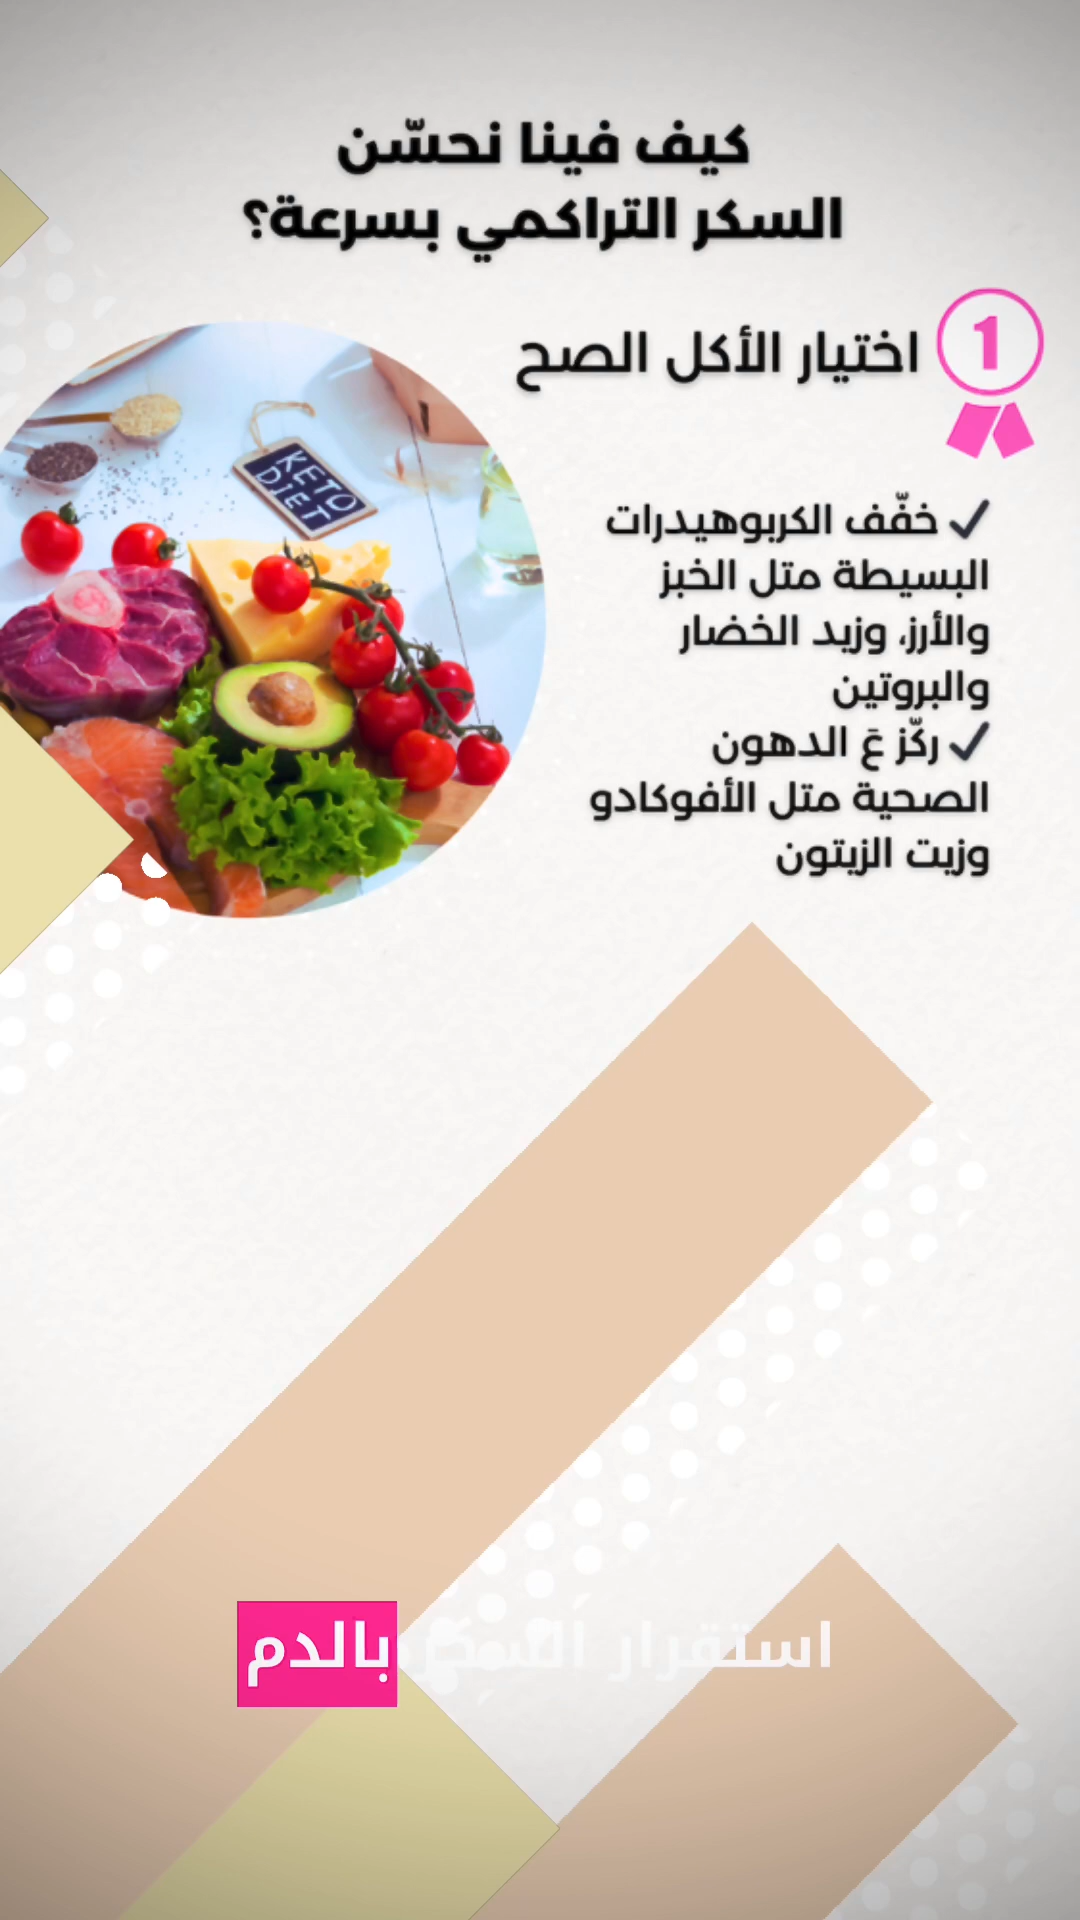 كيف فينا نحسّن
السكر التراكمي بسرعة؟
1
اختيار الأكل الصح
KETO
DIET
✔ خفّف الكربوهيدرات
البسيطة متل الخبز
والأرز، وزيد الخضار
والبروتين
✔ ركّز عَ الدهون
الصحية متل الأفوكادو
وزيت الزيتون
استقرار السكر بالدم